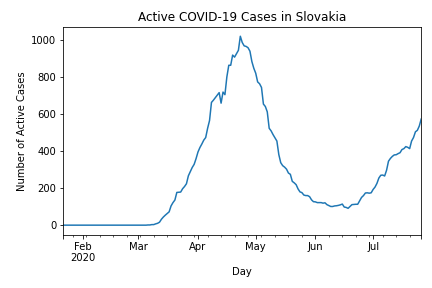 Active COVID-19 Cases in Slovakia
1000
800
600
400
200
0
Number of Active Cases
Feb Mar Apr May Jun Jul
2020
Day